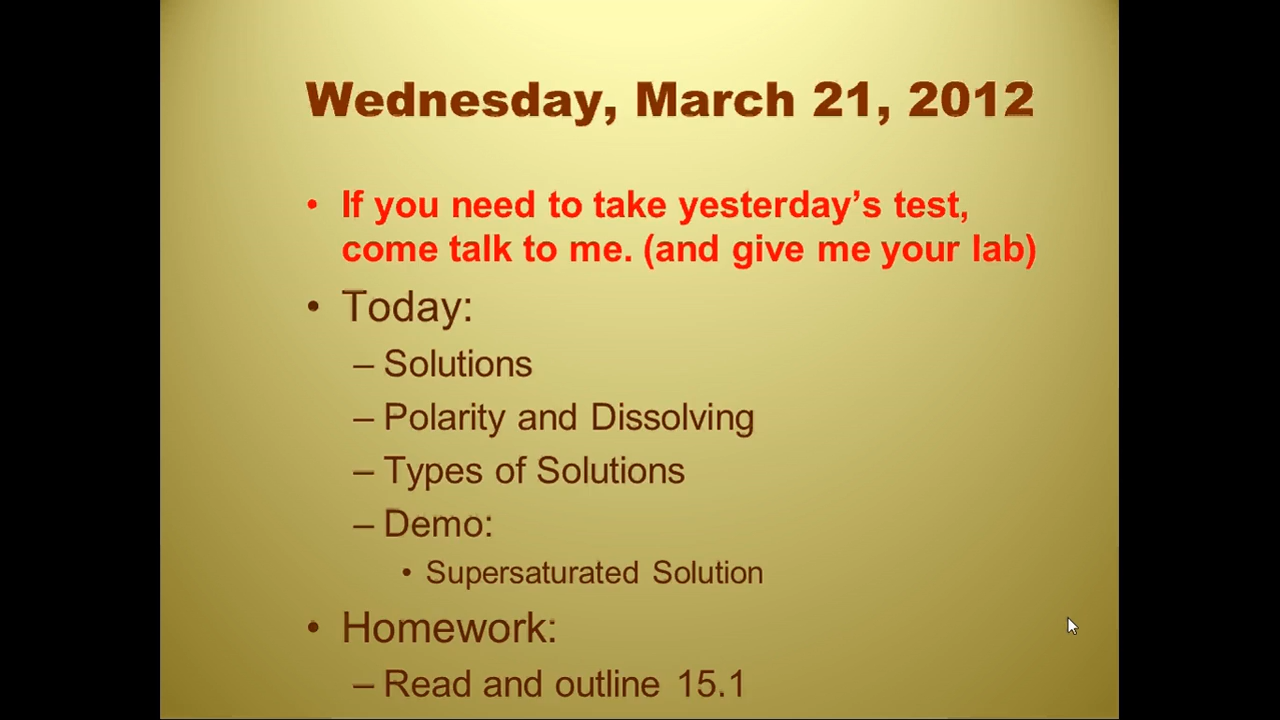 Wednesday, March 21, 2012
• If you need to take yesterday’s test,
come talk to me. (and give me your lab)
• Today:
– Solutions
– Polarity and Dissolving
– Types of Solutions
– Demo:
• Supersaturated Solution
• Homework:
– Read and outline 15.1